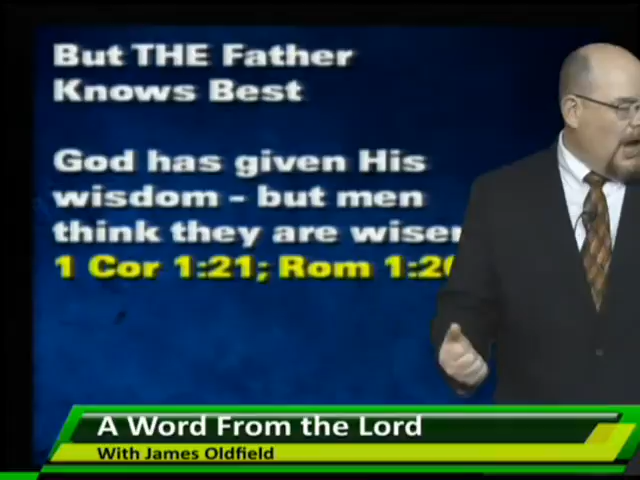 But THE Father
Knows Best
God has given His
wisdom - but men
think they are wiser
1 Cor 1:21; Rom 1:20
A Word From the Lord
With James Oldfield